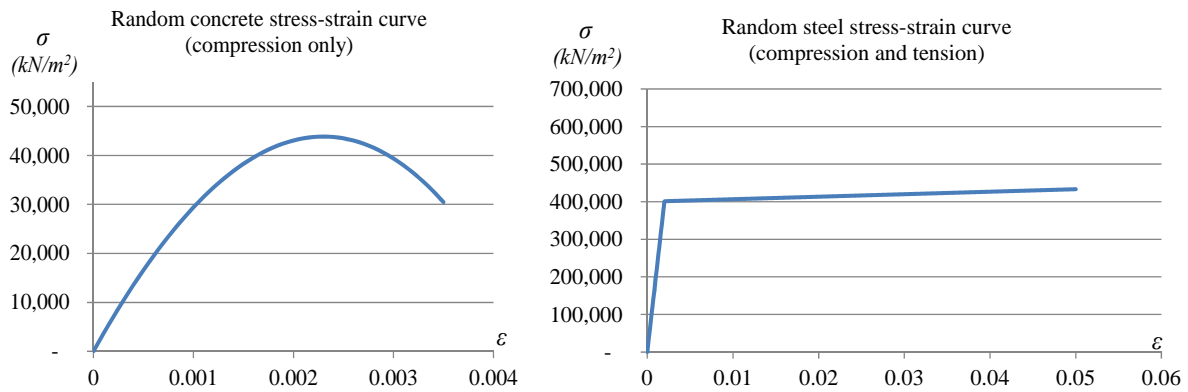 Random concrete stress-strain curve
(compression only)
σ
(kN/m²)
50,000
40,000
30,000
20,000
10,000
-
ε
0 0.001 0.002 0.003 0.004
Random steel stress-strain curve
(compression and tension)
σ
(kN/m²)
700,000
600,000
500,000
400,000
300,000
200,000
100,000
-
ε
0 0.01 0.02 0.03 0.04 0.05 0.06